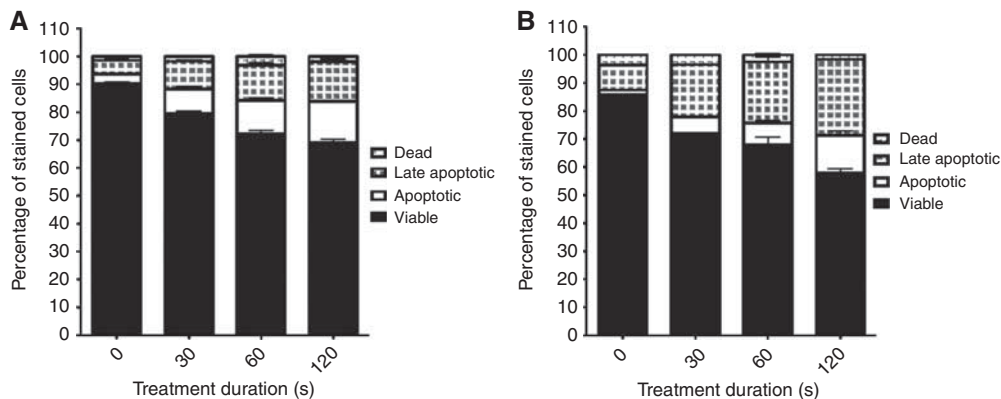 A
Percentage of stained cells
110
100
90
80
70
60
50
40
30
20
10
0
0
30
60
120
Treatment duration (s)
Dead
Late apoptotic
Apoptotic
Viable
B
Percentage of stained cells
110
100
90
80
70
60
50
40
30
20
10
0
0
30
60
120
Treatment duration (s)
Dead
Late apoptotic
Apoptotic
Viable